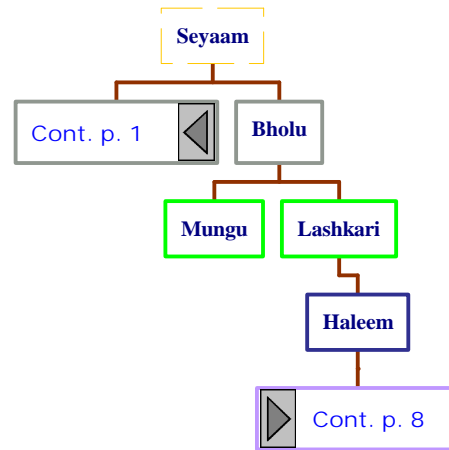 Seyaam
Cont. p. 1
Bholu
Mungu
Lashkari
Haleem
Cont. p. 8